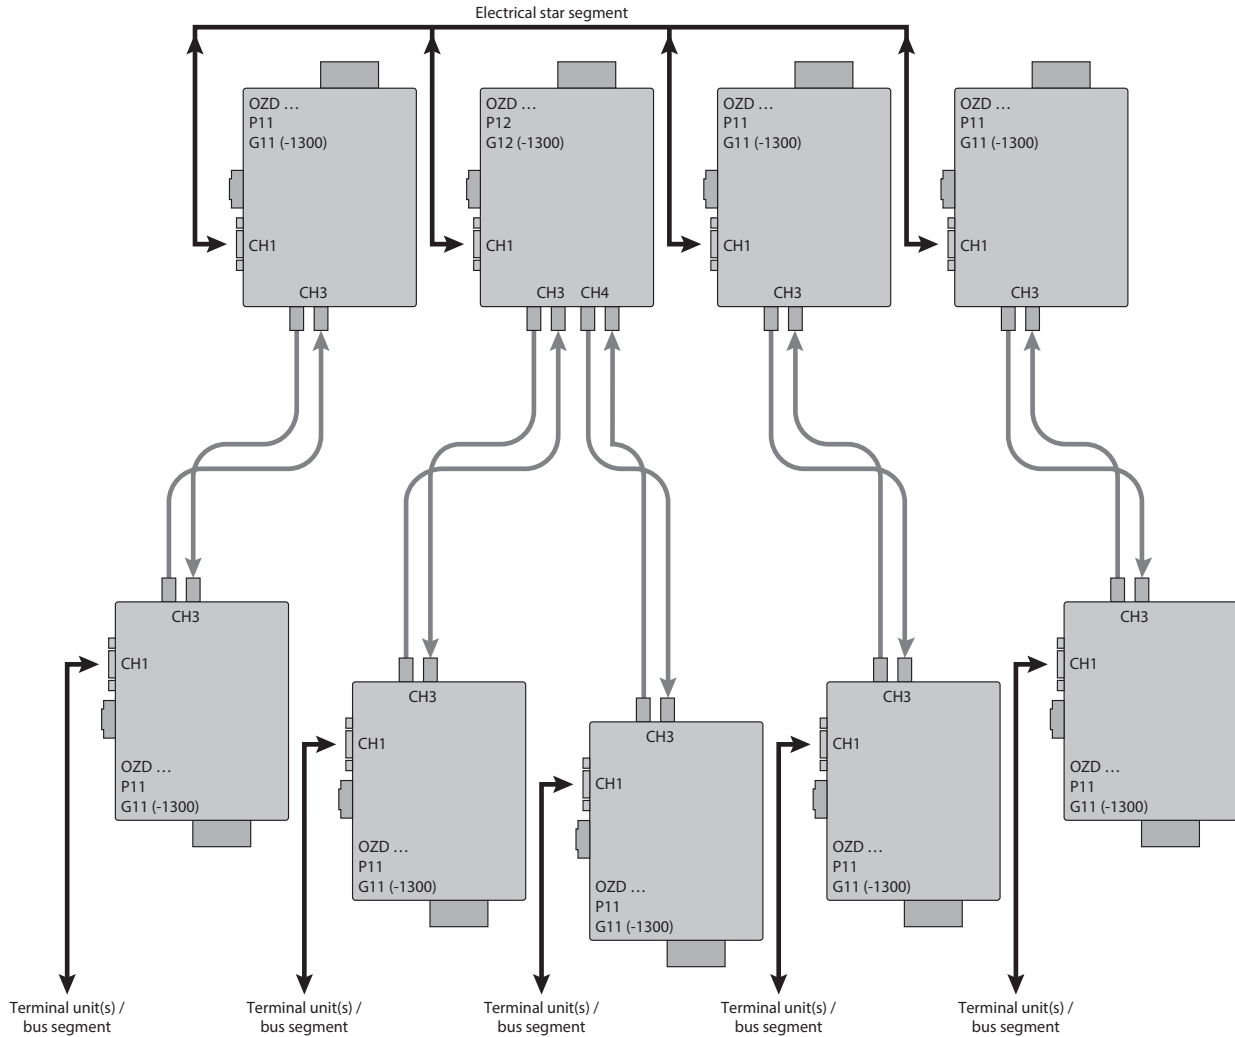 Electrical star segment
OZD …
P11
G11 (-1300)
CH1
CH3
OZD …
P12
G12 (-1300)
CH1
CH3 CH4
OZD …
P11
G11 (-1300)
CH1
CH3
OZD …
P11
G11 (-1300)
CH1
CH3
CH3
CH1
OZD …
P11
G11 (-1300)
CH3
CH1
OZD …
P11
G11 (-1300)
CH3
CH1
OZD …
P11
G11 (-1300)
CH3
CH1
OZD …
P11
G11 (-1300)
CH3
CH1
OZD …
P11
G11 (-1300)
Terminal unit(s) /
bus segment
Terminal unit(s) /
bus segment
Terminal unit(s) /
bus segment
Terminal unit(s) /
bus segment
Terminal unit(s) /
bus segment